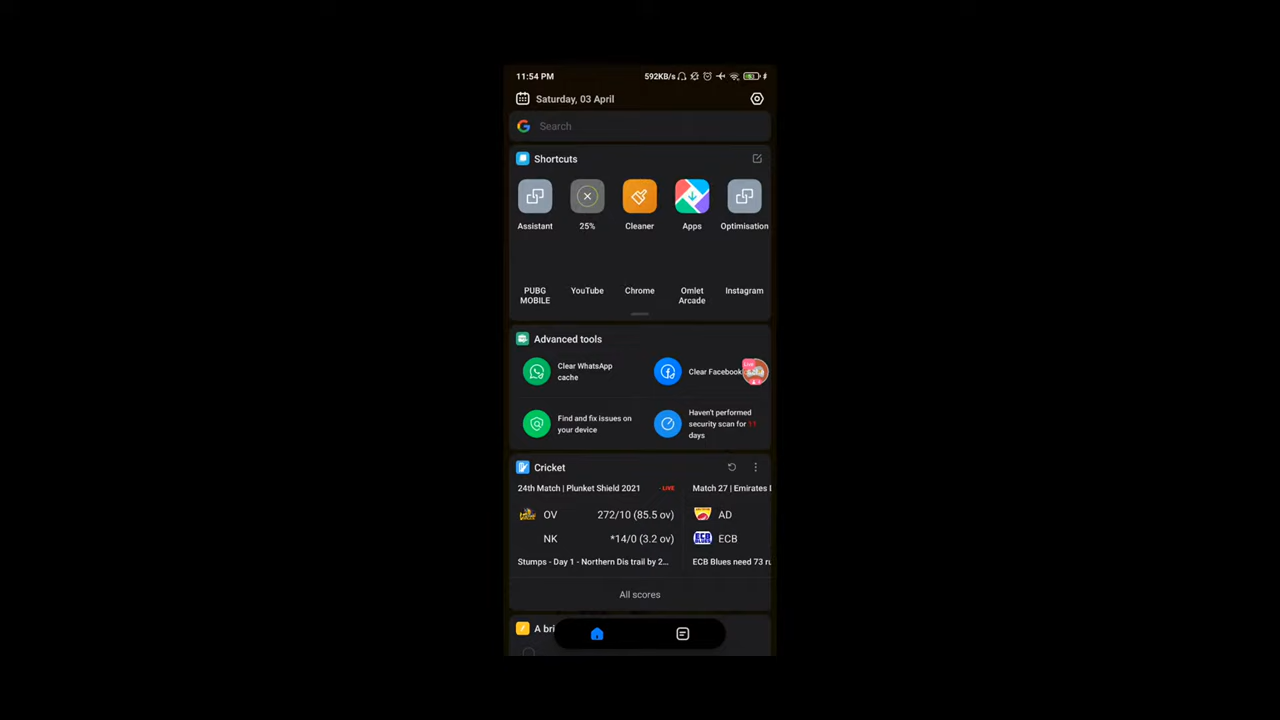 11:54 PM 592KB/s
Saturday, 03 April
Search
Shortcuts
Assistant 25% Cleaner Apps Optimisation
PUBG YouTube Chrome Omlet Instagram
MOBILE Arcade
Advanced tools
Clear WhatsApp
cache
Clear Facebook
Find and fix issues on
your device
Haven't performed
security scan for 11
days
Cricket
24th Match | Plunket Shield 2021 LIVE
OV 272/10 (85.5 ov)
NK *14/0 (3.2 ov)
Stumps - Day 1 - Northern Dis trail by 2...
Match 27 | Emirates
AD
ECB
ECB Blues need 73 ru
All scores
A bri